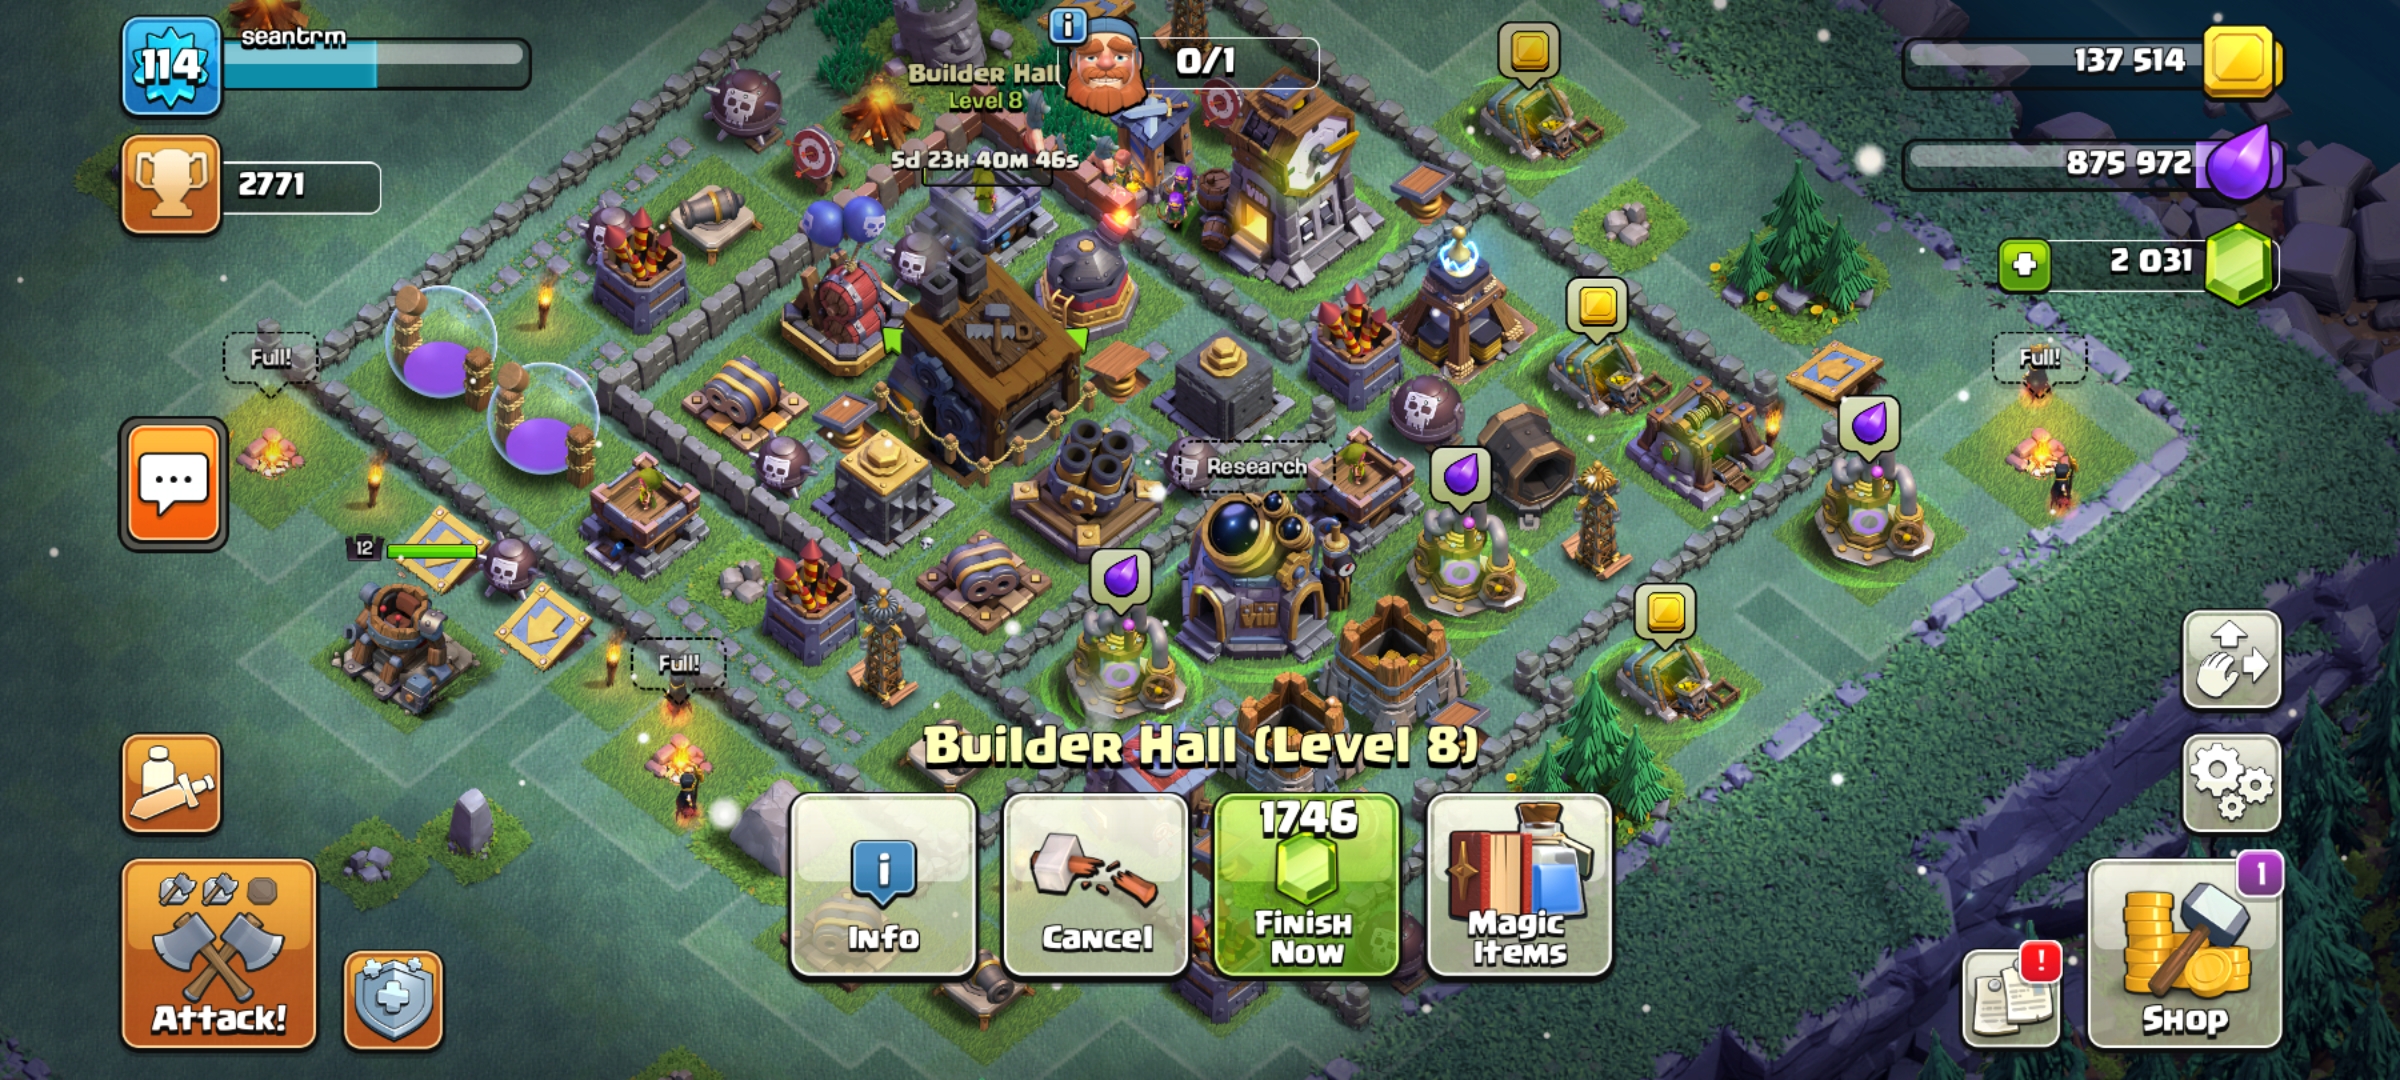 114
seantrm
2771
Builder Hall
Level 8
0/1
5d 23h 40m 46s
137 514
875 972
2 031
Full!
Full!
Research
12
VIII
Full!
Builder Hall (Level 8)
Info
Cancel
1746
Finish
Now
Magic
Items
Attack!
!
1
Shop